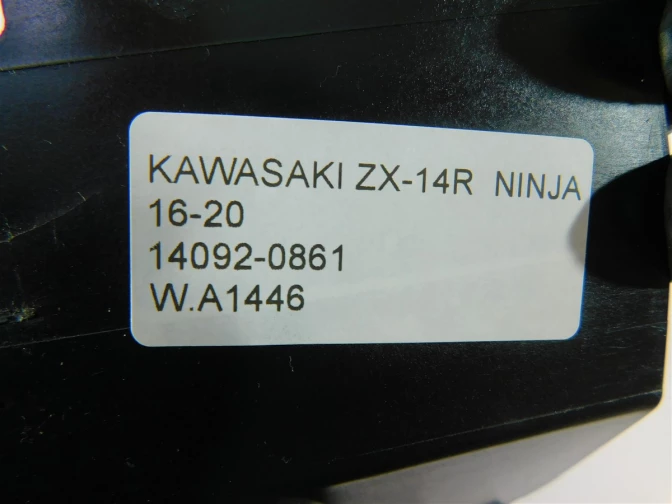 KAWASAKI ZX-14R NINJA
16-20
14092-0861
W.A1446